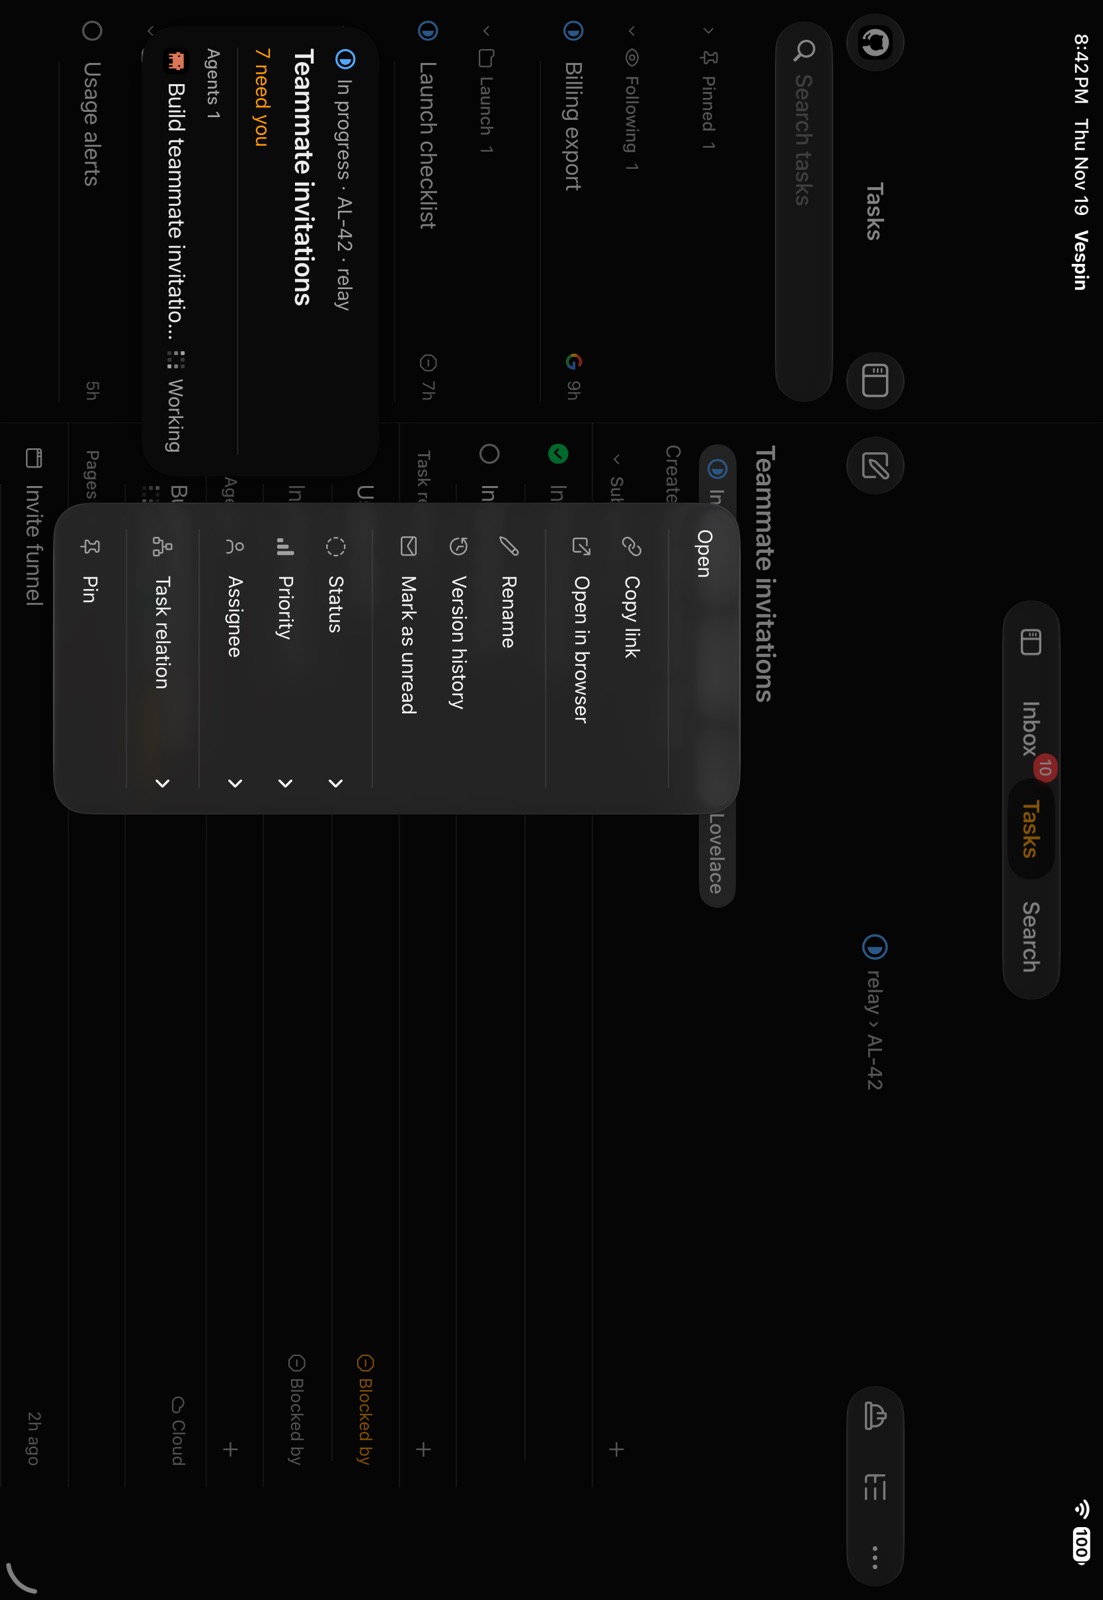 8:42 PM Thu Nov 19 Vespin
100
Inbox 10 Tasks Search
Tasks
relay › AL-42
Search tasks
Teammate invitations
Pinned 1
In
Lovelace
Create
Following 1
Billing export 9h
Launch 1
Launch checklist 7h
Open
Copy link
Open in browser
Rename
Version history
Mark as unread
Status
Priority
Assignee
Task relation
Pin
Blocked by
Blocked by
In progress · AL-42 · relay
Teammate invitations
7 need you
Agents 1
Build teammate invitatio... Working
Cloud
Usage alerts 5h
Pages
Invite funnel 2h ago